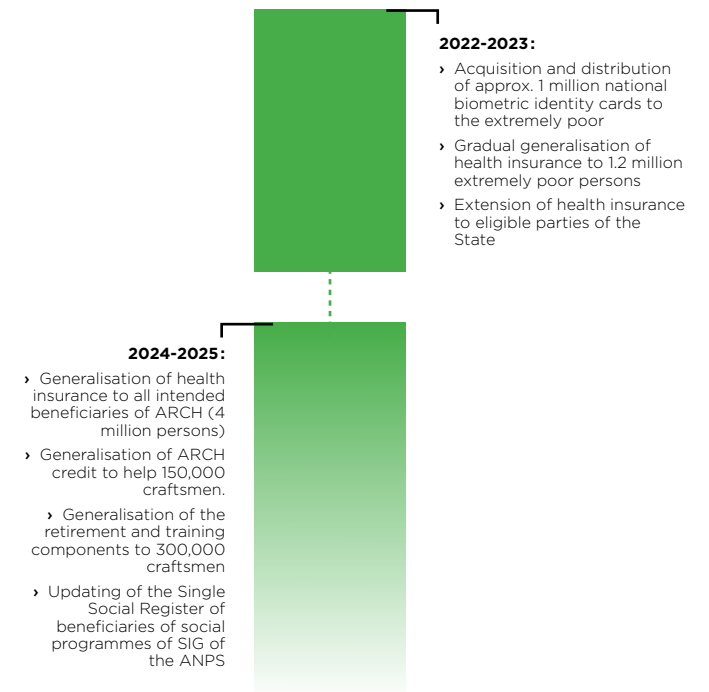 2022-2023:
› Acquisition and distribution
of approx. 1 million national
biometric identity cards to
the extremely poor
› Gradual generalisation of
health insurance to 1.2 million
extremely poor persons
› Extension of health insurance
to eligible parties of the
State
2024-2025:
› Generalisation of health
insurance to all intended
beneficiaries of ARCH (4
million persons)
› Generalisation of ARCH
credit to help 150,000
craftsmen.
› Generalisation of the
retirement and training
components to 300,000
craftsmen
› Updating of the Single
Social Register of
beneficiaries of social
programmes of SIG of
the ANPS